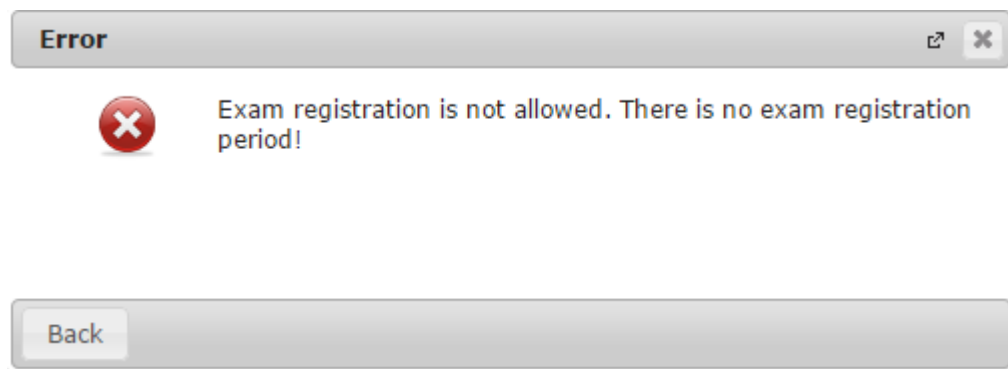 Error
Exam registration is not allowed. There is no exam registration
period!
Back